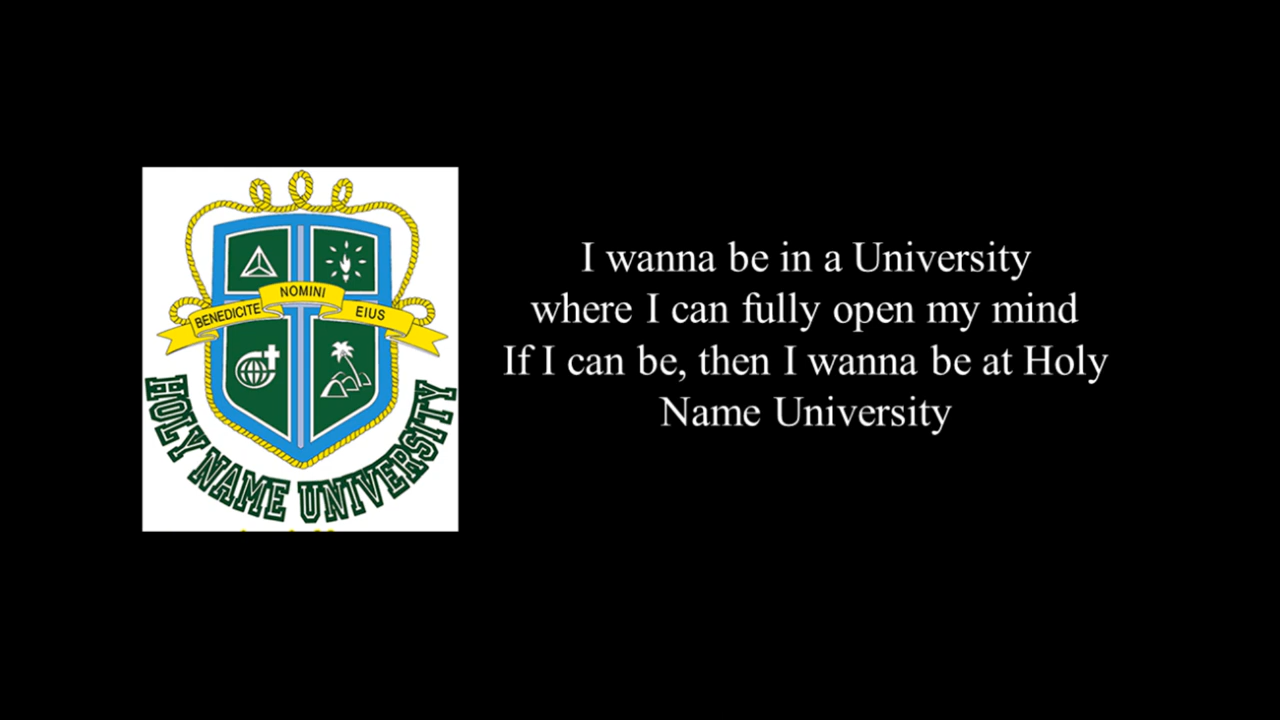 NOMINI
BENEDICITE
EIUS
HOLY NAME UNIVERSITY
I wanna be in a University
where I can fully open my mind
If I can be, then I wanna be at Holy
Name University